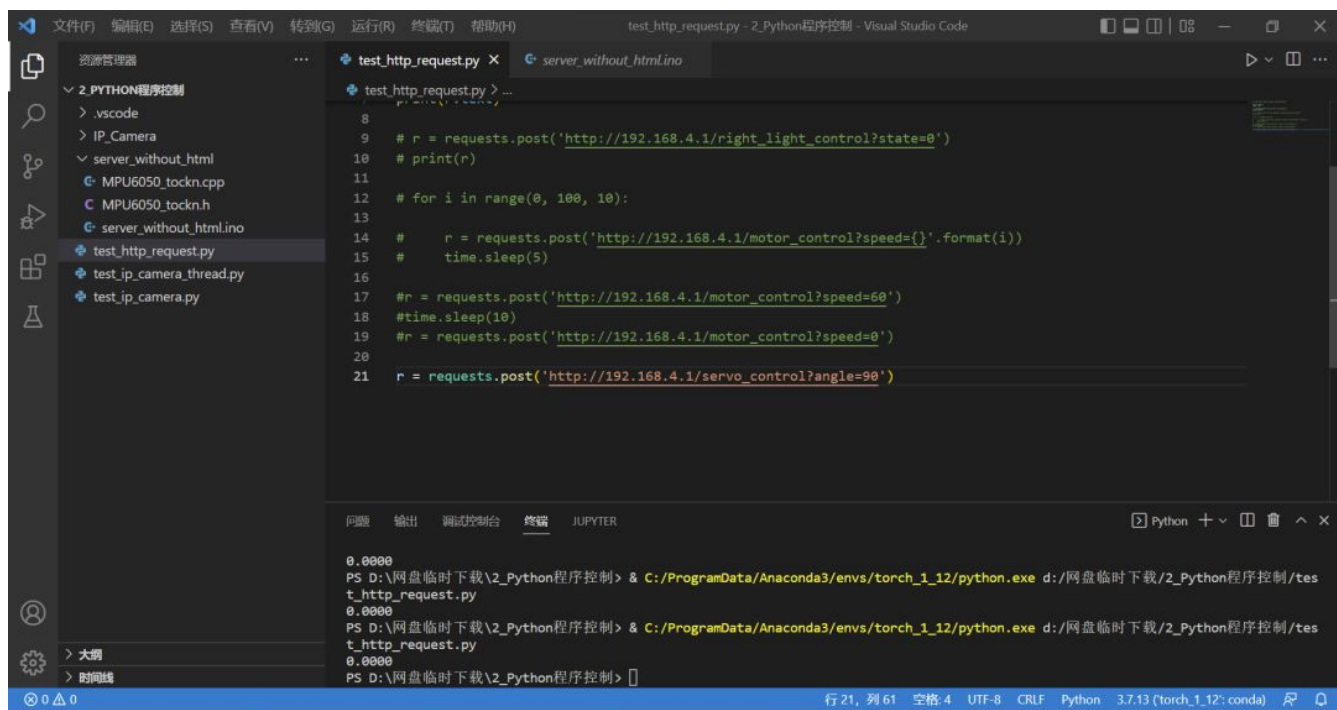 文件(F) 编辑(E) 选择(S) 查看(V) 转到(G) 运行(R) 终端(T) 帮助(H) test_http_request.py - 2_Python程序控制 - Visual Studio Code
资源管理器 ···
2_PYTHON程序控制
.vscode
IP_Camera
server_without_html
MPU6050_tockn.cpp
C MPU6050_tockn.h
server_without_html.ino
test_http_request.py
test_ip_camera_thread.py
test_ip_camera.py
大纲
时间线
test_http_request.py × server_without_html.ino
test_http_request.py > ...
print(r.text)
8
9 # r = requests.post('http://192.168.4.1/right_light_control?state=0')
10 # print(r)
11
12 # for i in range(0, 100, 10):
13
14 #     r = requests.post('http://192.168.4.1/motor_control?speed={}'.format(i))
15 #     time.sleep(5)
16
17 #r = requests.post('http://192.168.4.1/motor_control?speed=60')
18 #time.sleep(10)
19 #r = requests.post('http://192.168.4.1/motor_control?speed=0')
20
21 r = requests.post('http://192.168.4.1/servo_control?angle=90')
问题 输出 调试控制台 终端 JUPYTER Python
0.0000
PS D:\网盘临时下载\2_Python程序控制> & C:/ProgramData/Anaconda3/envs/torch_1_12/python.exe d:/网盘临时下载/2_Python程序控制/tes
t_http_request.py
0.0000
PS D:\网盘临时下载\2_Python程序控制> & C:/ProgramData/Anaconda3/envs/torch_1_12/python.exe d:/网盘临时下载/2_Python程序控制/tes
t_http_request.py
0.0000
PS D:\网盘临时下载\2_Python程序控制>
0 0 行 21, 列 61 空格: 4 UTF-8 CRLF Python 3.7.13 ('torch_1_12': conda)